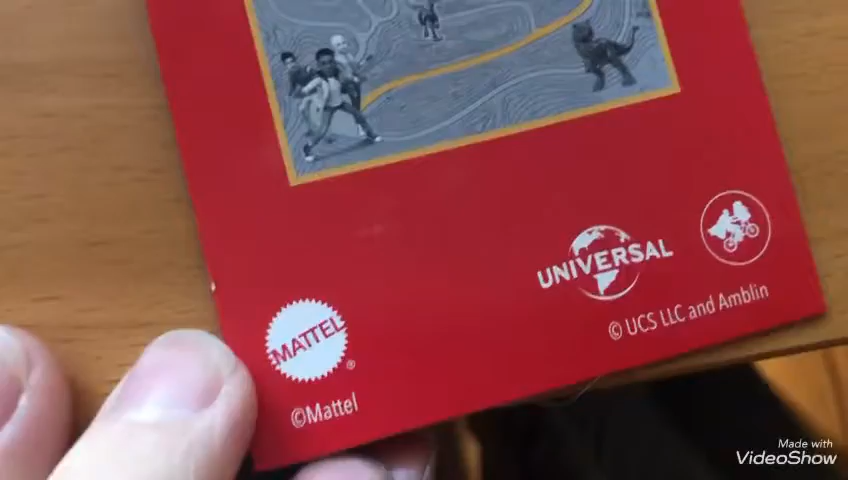 UNIVERSAL
© UCS LLC and Amblin
MATTEL
®
©Mattel
Made with
VideoShow